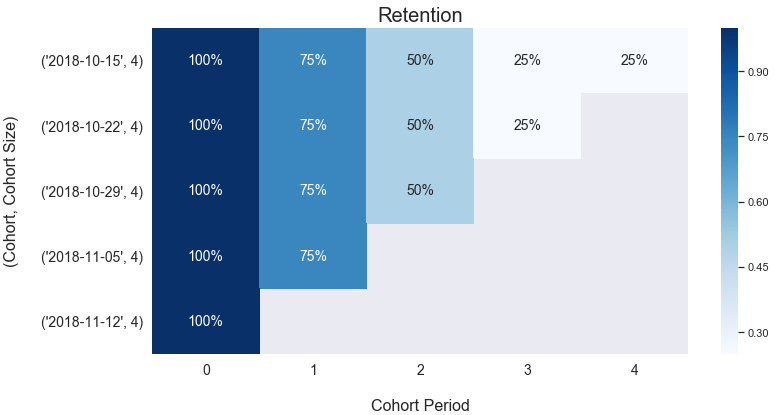 Retention
(Cohort, Cohort Size)
('2018-10-15', 4) 100% 75% 50% 25% 25%
('2018-10-22', 4) 100% 75% 50% 25%
('2018-10-29', 4) 100% 75% 50%
('2018-11-05', 4) 100% 75%
('2018-11-12', 4) 100%
0 1 2 3 4
Cohort Period
0.90
0.75
0.60
0.45
0.30